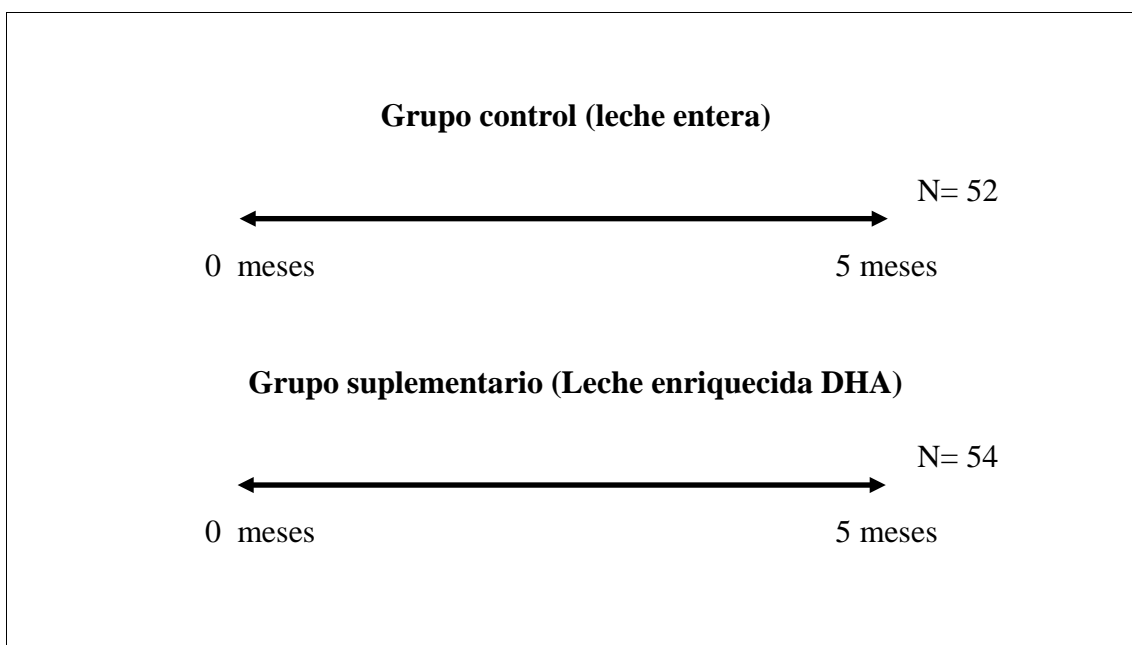 Grupo control (leche entera)
N= 52
0 meses 5 meses
Grupo suplementario (Leche enriquecida DHA)
N= 54
0 meses 5 meses